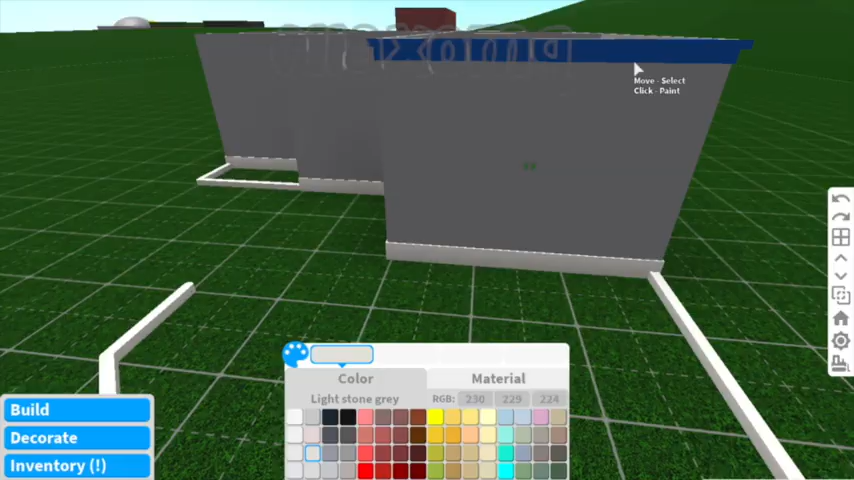 Move - Select
Click - Paint
Color
Material
Light stone grey
RGB: 230 229 224
Build
Decorate
Inventory (!)